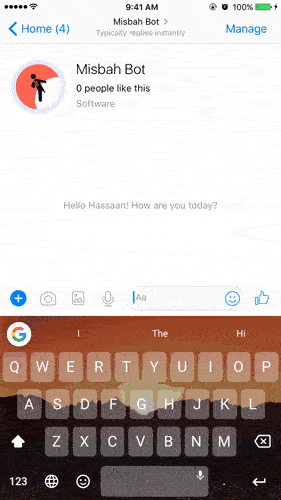 9:41 AM
100%
Home (4)
Misbah Bot >
Typically replies instantly
Manage
Misbah Bot
0 people like this
Software
Hello Hassaan! How are you today?
Aa
G
I The Hi
Q W E R T Y U I O P
A S D F G H J K L
Z X C V B N M
123 .